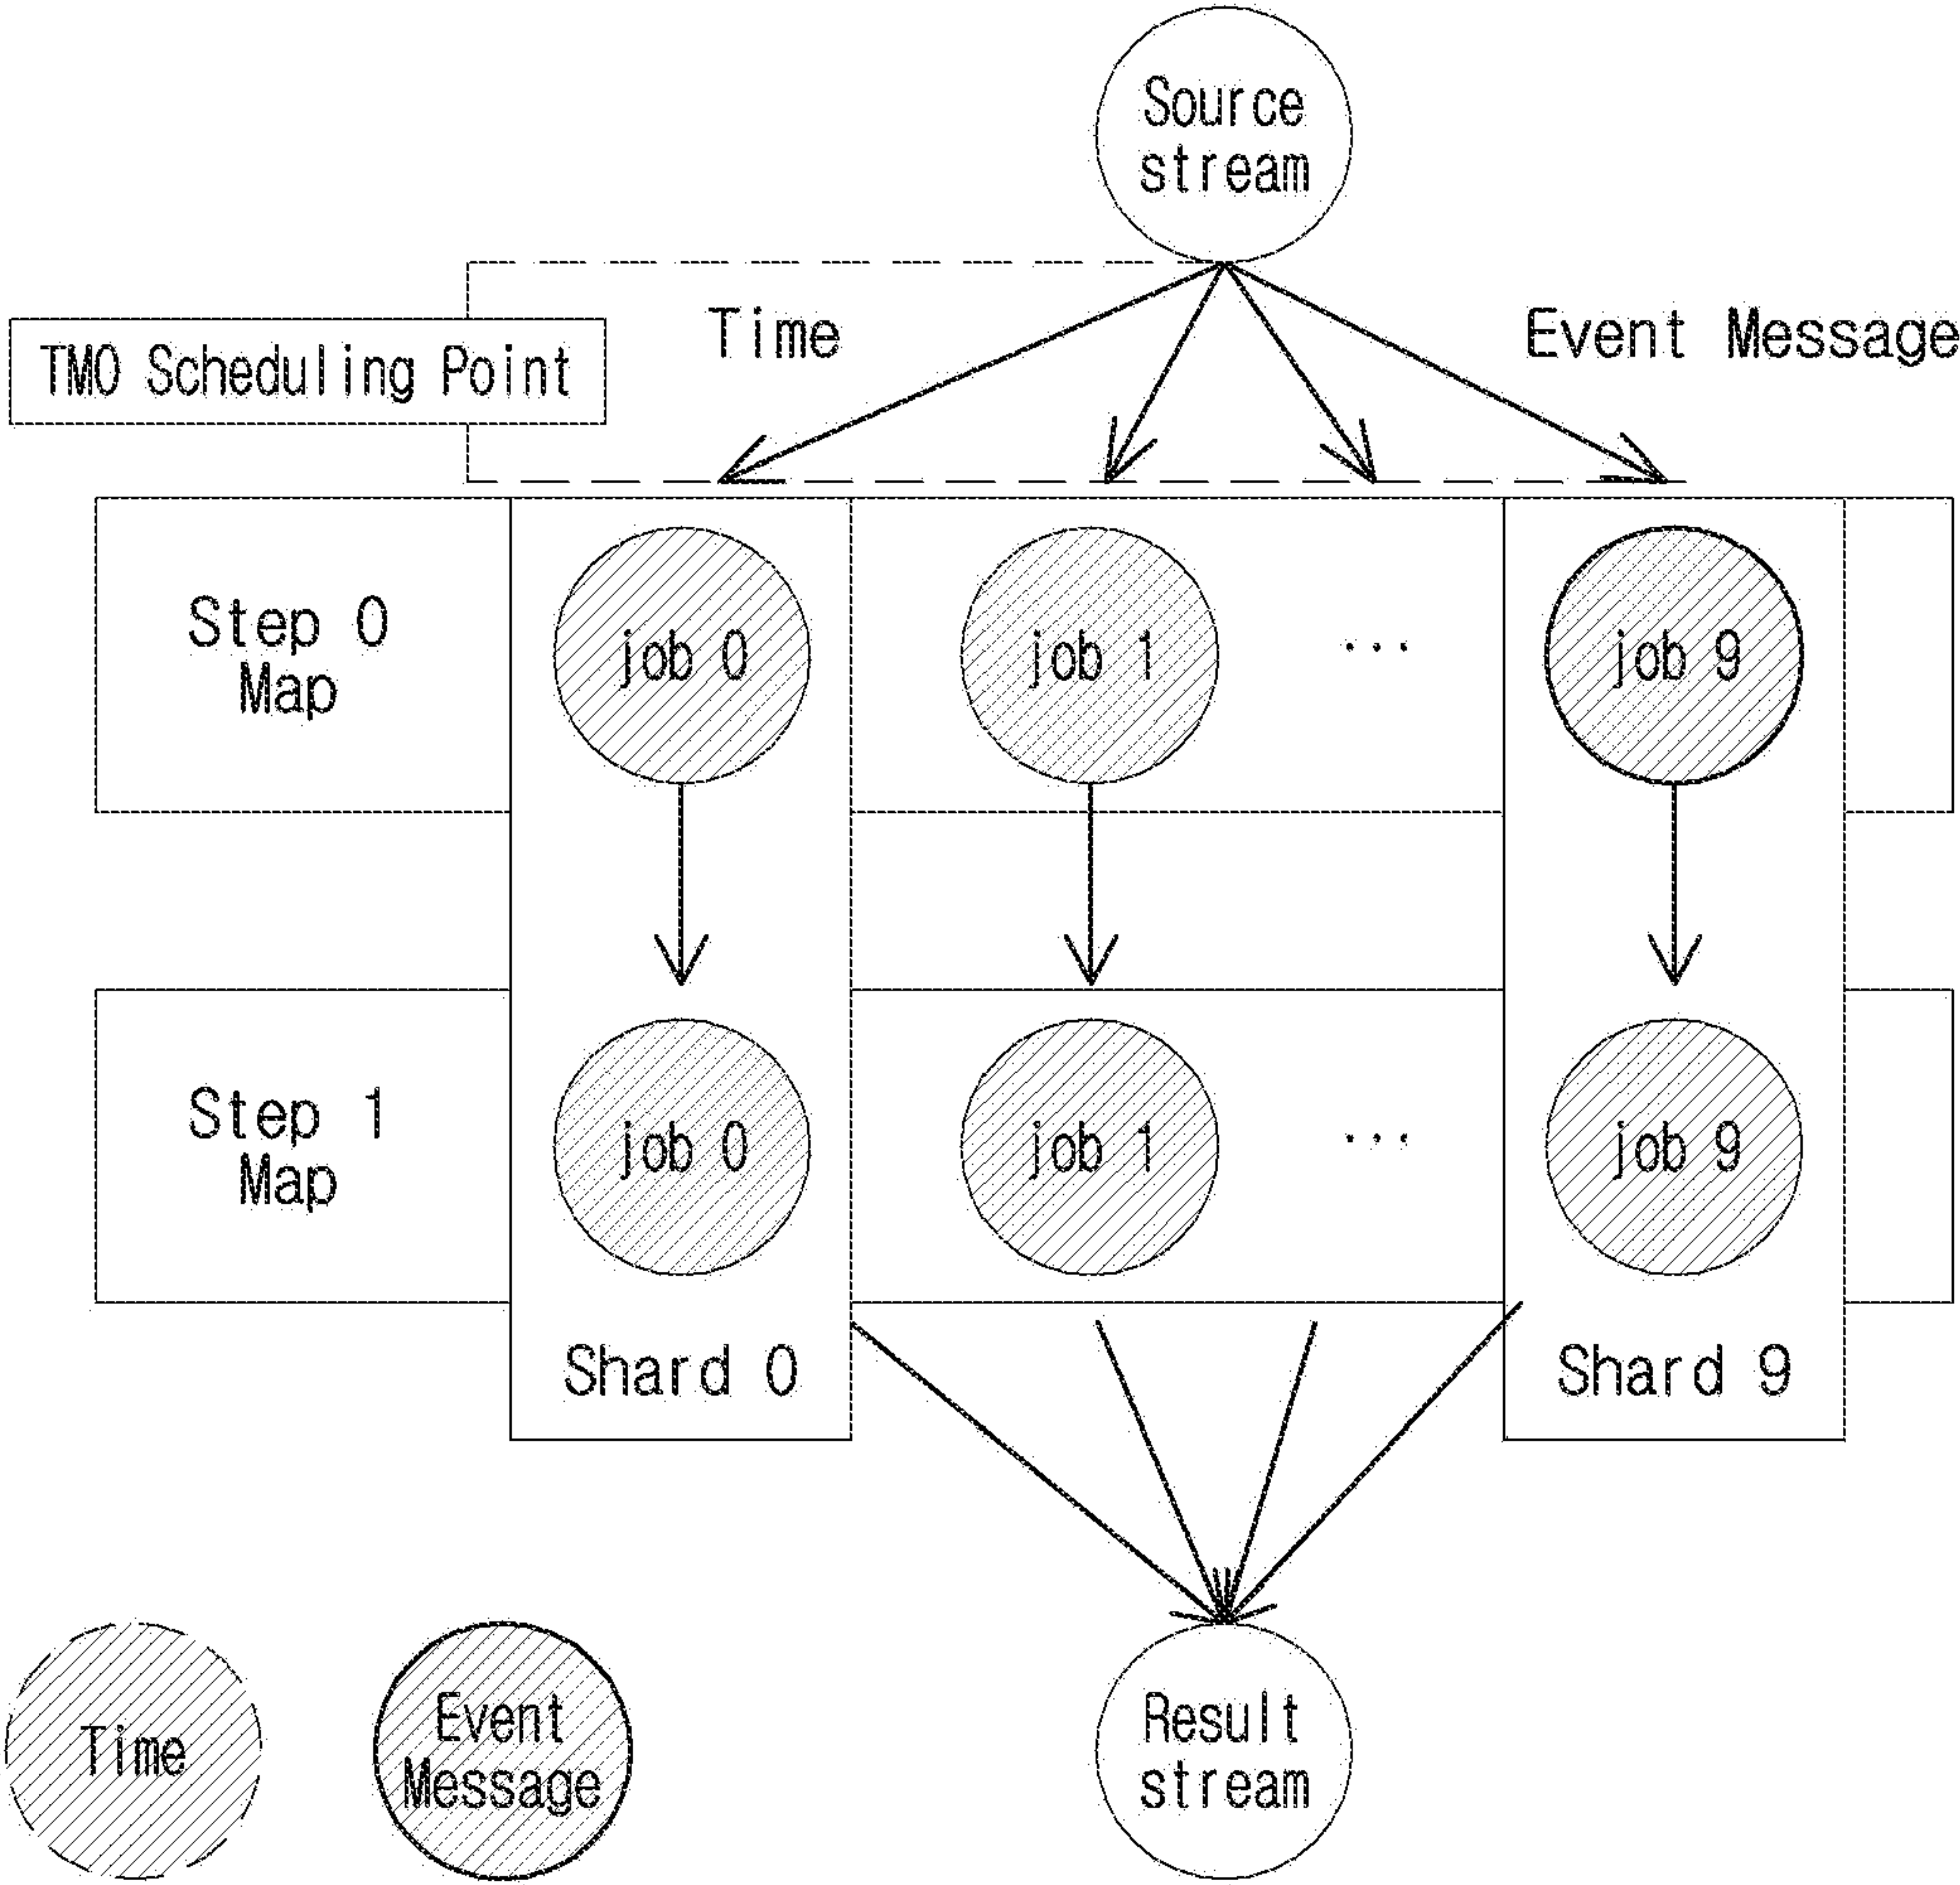 Source
stream
Time
Event Message
TMO Scheduling Point
Step 0
Map
job 0
job 1
...
job 9
Step 1
Map
job 0
job 1
...
job 9
Shard 0
Shard 9
Time
Event
Message
Result
stream